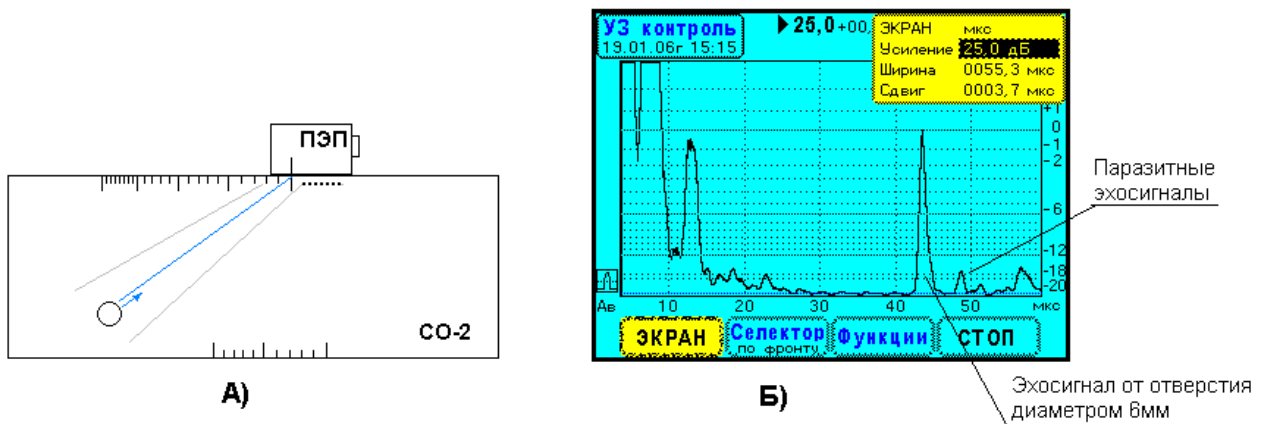 ПЭП
СО-2
А)
УЗ контроль
19.01.06г 15:15
25,0+00,
ЭКРАН мкс
Усиление 25,0 дБ
Ширина 0055,3 мкс
Сдвиг 0003,7 мкс
+1
0
-1
-2
-6
-12
-18
-20
Ав 10 20 30 40 50 мкс
ЭКРАН
Селектор
по фронту
Функции
СТОП
Паразитные
эхосигналы
Эхосигнал от отверстия
диаметром 6мм
Б)